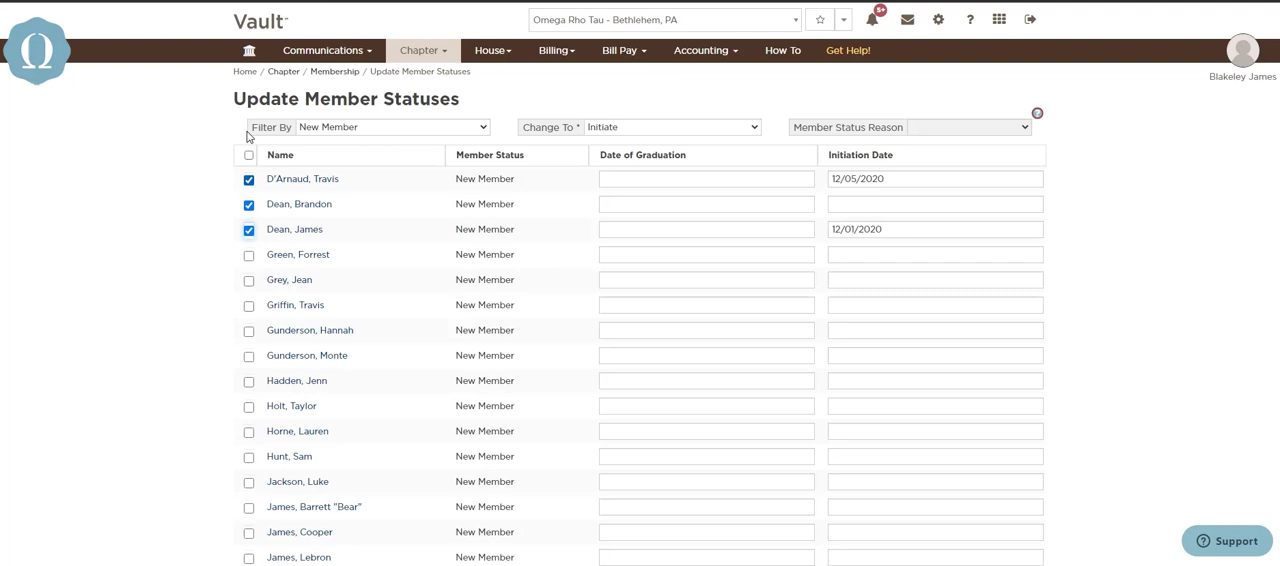 Vault
Omega Rho Tau - Bethlehem, PA
5+
Communications
Chapter
House
Billing
Bill Pay
Accounting
How To
Get Help!
Ω
Blakeley James
Home / Chapter / Membership / Update Member Statuses
Update Member Statuses
Filter By New Member
Change To * Initiate
Member Status Reason
?
Name Member Status Date of Graduation Initiation Date
D'Arnaud, Travis New Member 12/05/2020
Dean, Brandon New Member
Dean, James New Member 12/01/2020
Green, Forrest New Member
Grey, Jean New Member
Griffin, Travis New Member
Gunderson, Hannah New Member
Gunderson, Monte New Member
Hadden, Jenn New Member
Holt, Taylor New Member
Horne, Lauren New Member
Hunt, Sam New Member
Jackson, Luke New Member
James, Barrett "Bear" New Member
James, Cooper New Member
James, Lebron New Member
? Support